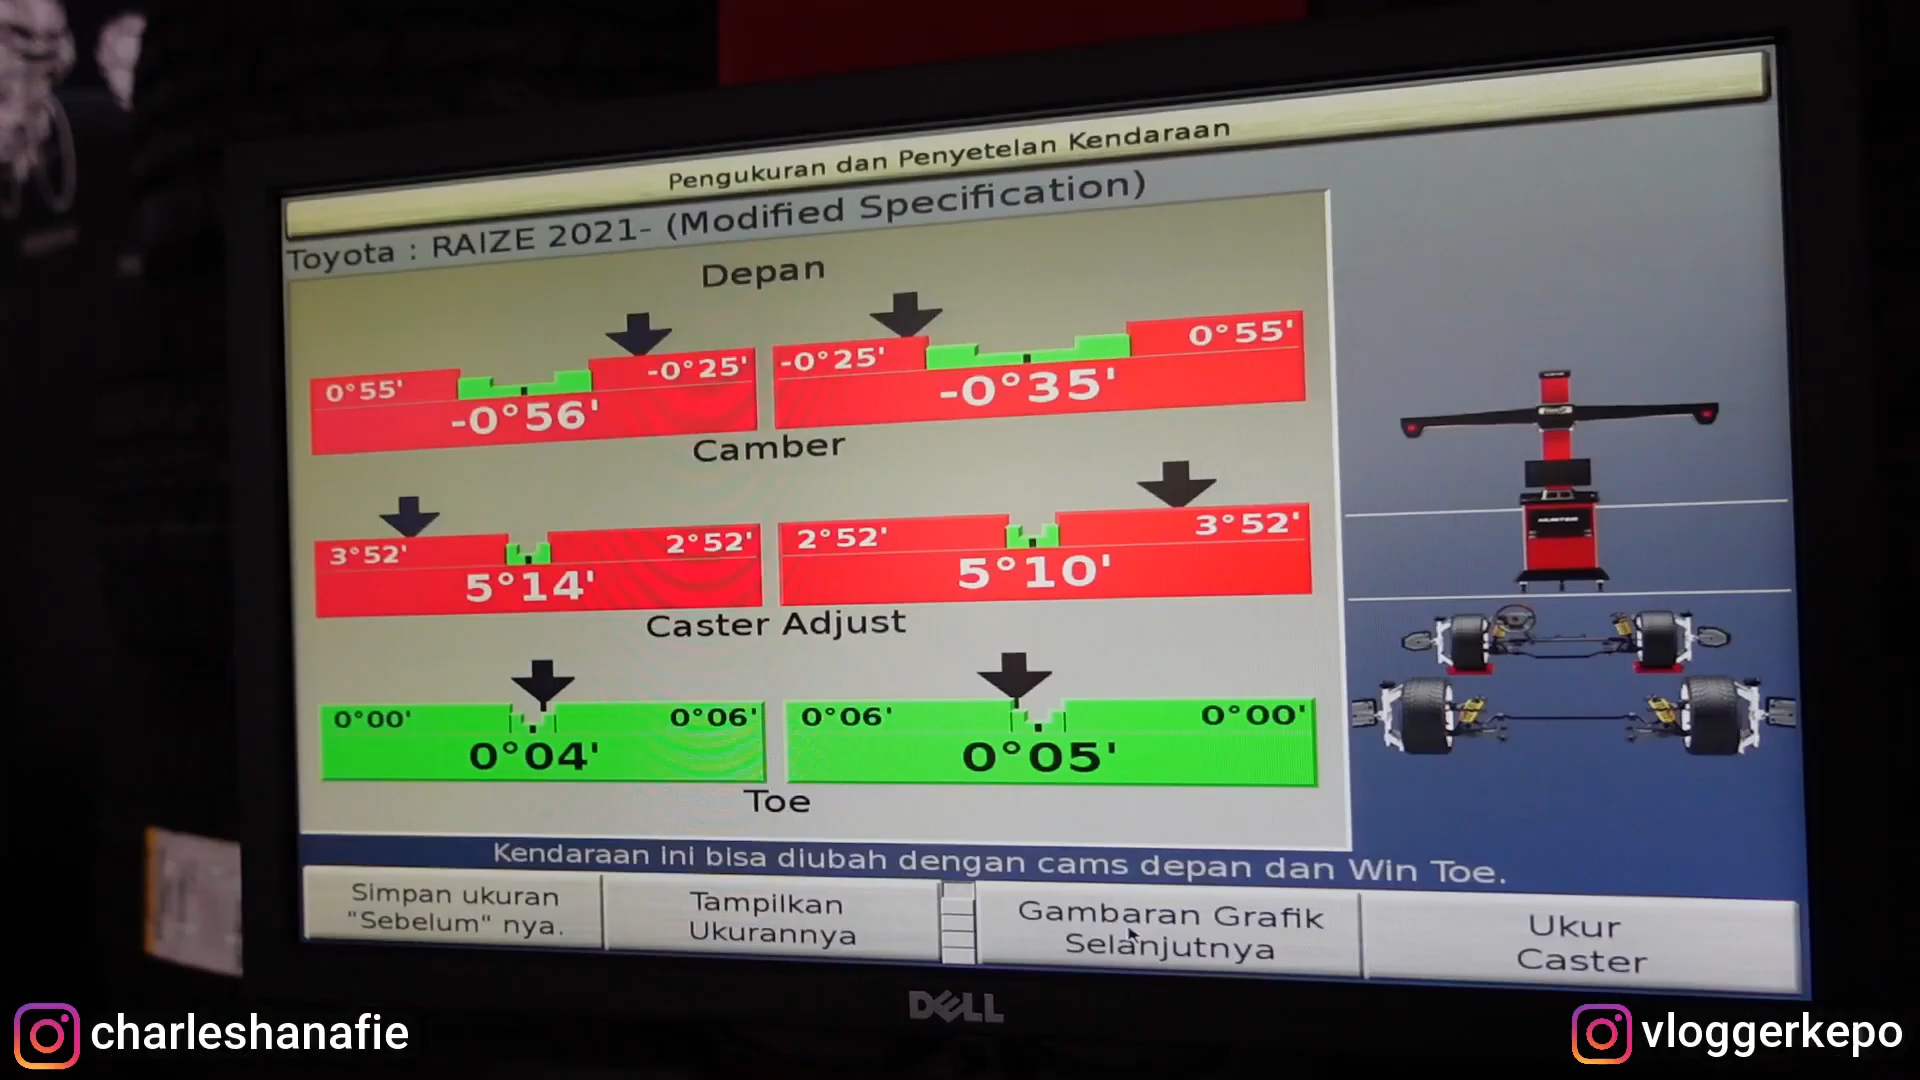 Pengukuran dan Penyetelan Kendaraan
Toyota : RAIZE 2021- (Modified Specification)
Depan
0°55' -0°25' -0°25' 0°55'
-0°56' -0°35'
Camber
3°52' 2°52' 2°52' 3°52'
5°14' 5°10'
Caster Adjust
0°00' 0°06' 0°06' 0°00'
0°04' 0°05'
Toe
Kendaraan ini bisa diubah dengan cams depan dan Win Toe.
Simpan ukuran
"Sebelum" nya.
Tampilkan
Ukurannya
Gambaran Grafik
Selanjutnya
Ukur
Caster
HUNTER
DELL
charleshanafie
vloggerkepo